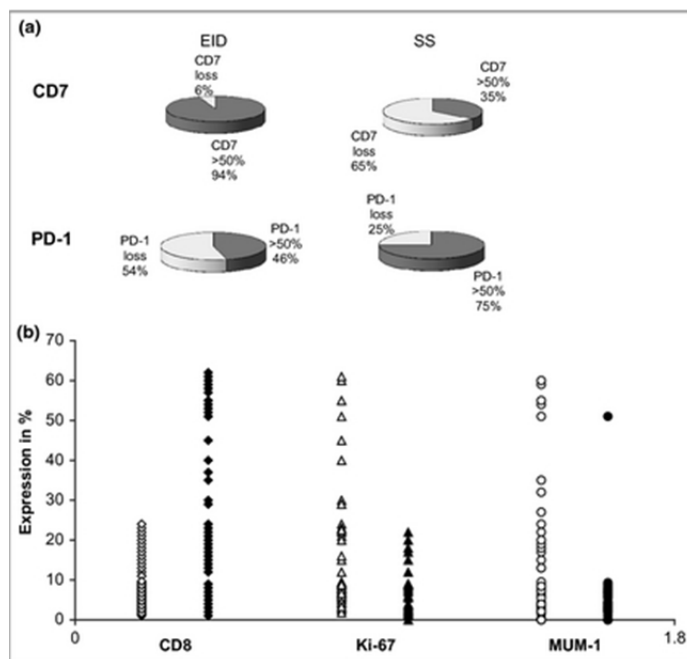 (a)
EID
SS
CD7
CD7
loss
6%
CD7
>50%
94%
CD7
>50%
35%
CD7
loss
65%
PD-1
PD-1
loss
54%
PD-1
>50%
46%
PD-1
loss
25%
PD-1
>50%
75%
(b)
Expression in %
70
60
50
40
30
20
10
0
0
CD8
Ki-67
MUM-1
1.8